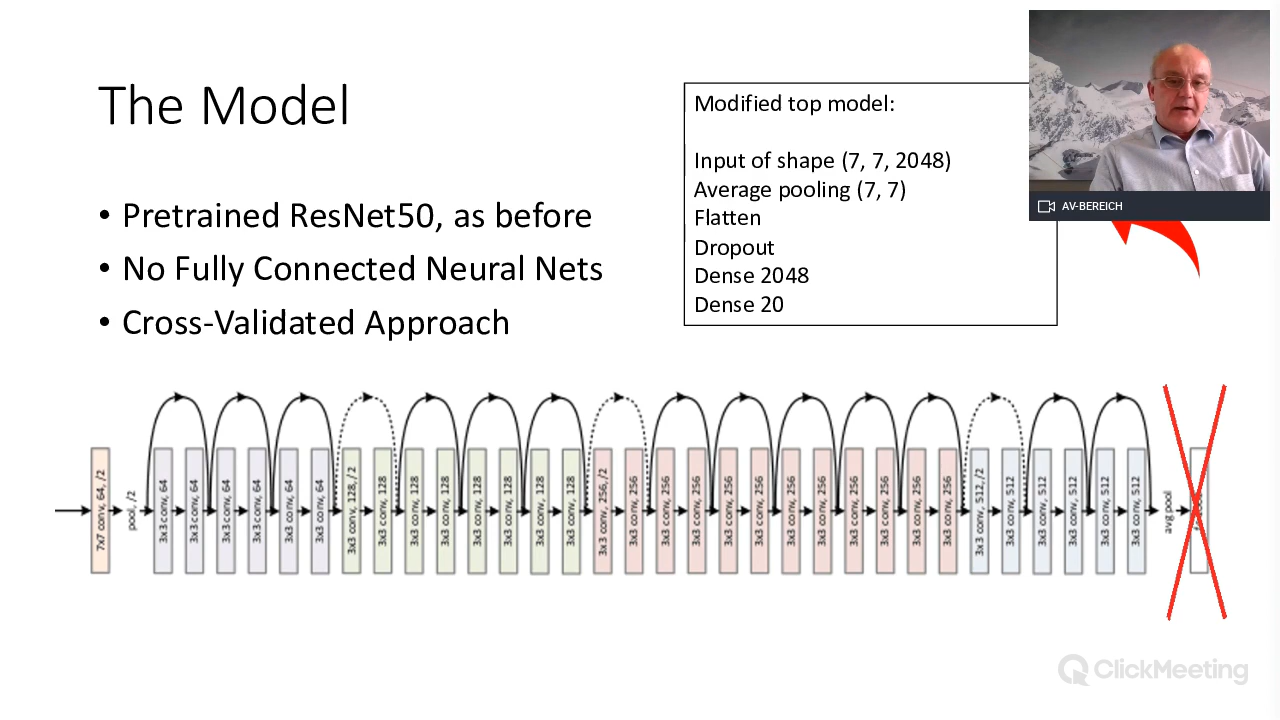 The Model
• Pretrained ResNet50, as before
• No Fully Connected Neural Nets
• Cross-Validated Approach
Modified top model:
Input of shape (7, 7, 2048)
Average pooling (7, 7)
Flatten
Dropout
Dense 2048
Dense 20
AV-BEREICH
7x7 conv, 64, /2
pool, /2
3x3 conv, 64
3x3 conv, 64
3x3 conv, 64
3x3 conv, 64
3x3 conv, 64
3x3 conv, 64
3x3 conv, 128, /2
3x3 conv, 128
3x3 conv, 128
3x3 conv, 128
3x3 conv, 128
3x3 conv, 128
3x3 conv, 128
3x3 conv, 128
3x3 conv, 256, /2
3x3 conv, 256
3x3 conv, 256
3x3 conv, 256
3x3 conv, 256
3x3 conv, 256
3x3 conv, 256
3x3 conv, 256
3x3 conv, 256
3x3 conv, 256
3x3 conv, 256
3x3 conv, 256
3x3 conv, 512, /2
3x3 conv, 512
3x3 conv, 512
3x3 conv, 512
3x3 conv, 512
3x3 conv, 512
avg pool
ClickMeeting